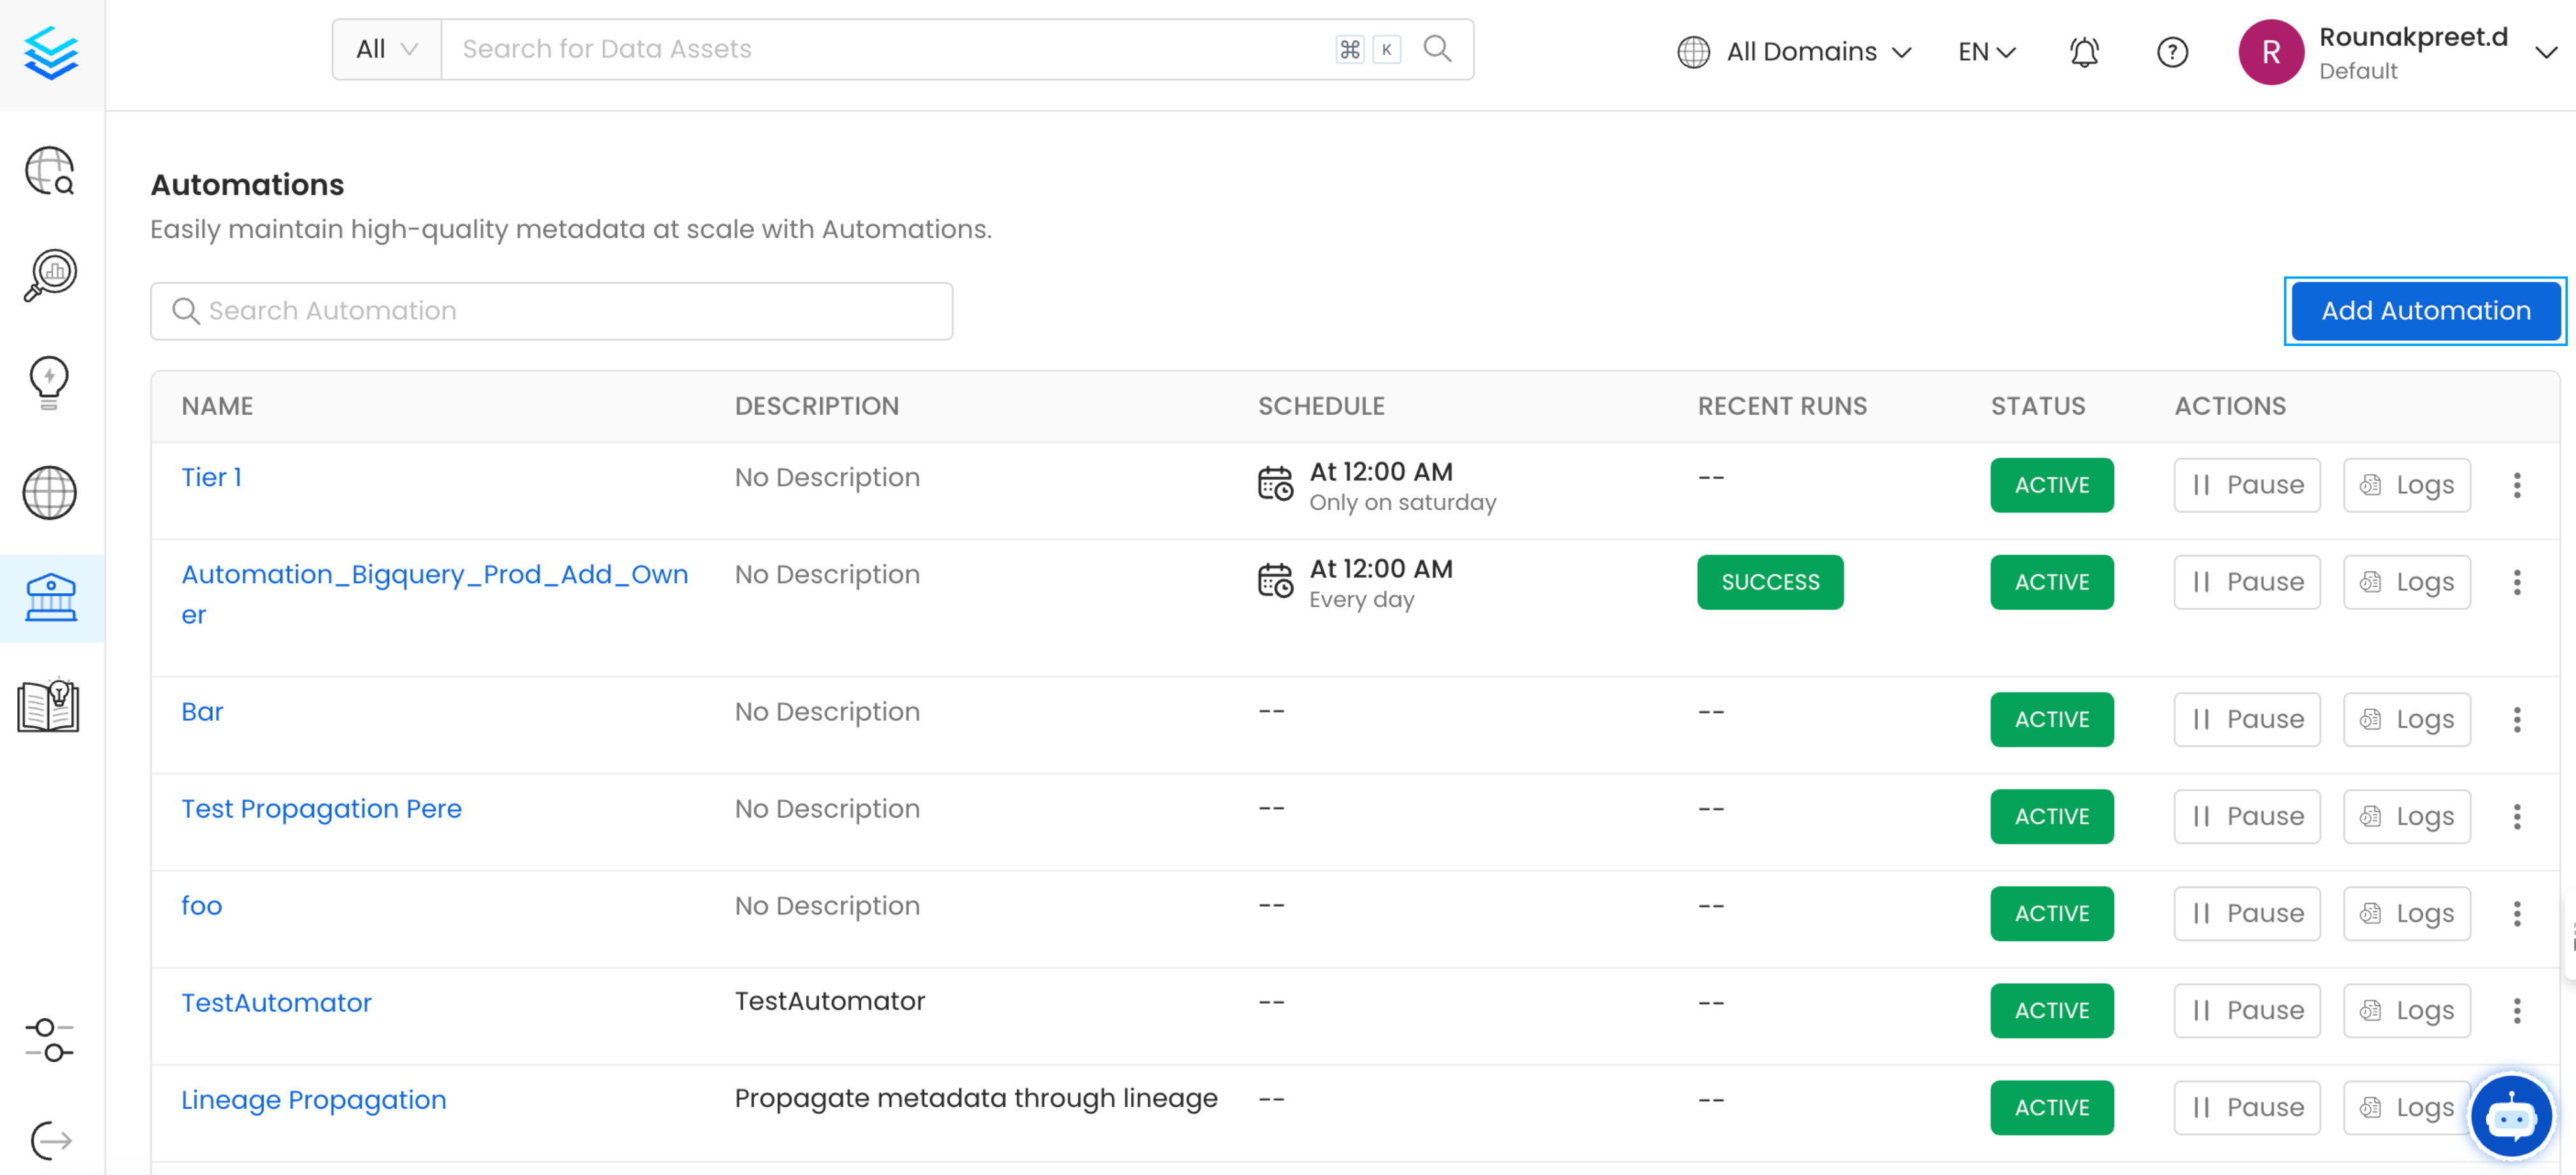 All
Search for Data Assets
⌘ K
All Domains
EN
R
Rounakpreet.d
Default
Automations
Easily maintain high-quality metadata at scale with Automations.
Search Automation
Add Automation
NAME DESCRIPTION SCHEDULE RECENT RUNS STATUS ACTIONS
Tier 1 No Description At 12:00 AM -- ACTIVE Pause Logs
Only on saturday
Automation_Bigquery_Prod_Add_Own No Description At 12:00 AM SUCCESS ACTIVE Pause Logs
er Every day
Bar No Description -- -- ACTIVE Pause Logs
Test Propagation Pere No Description -- -- ACTIVE Pause Logs
foo No Description -- -- ACTIVE Pause Logs
TestAutomator TestAutomator -- -- ACTIVE Pause Logs
Lineage Propagation Propagate metadata through lineage -- -- ACTIVE Pause Logs